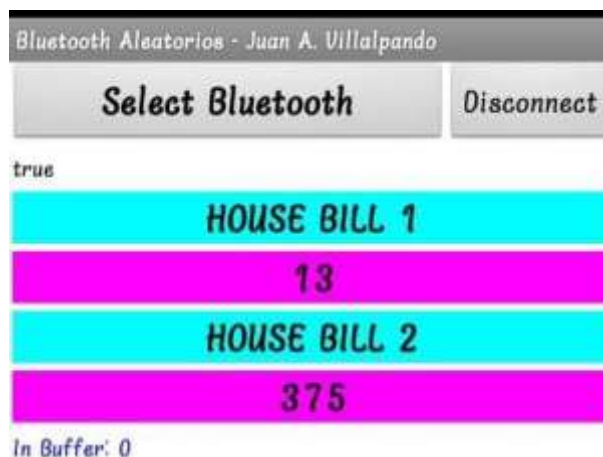 Bluetooth Aleatorios - Juan A. Villalpando
Select Bluetooth Disconnect
true
HOUSE BILL 1
13
HOUSE BILL 2
375
In Buffer: 0